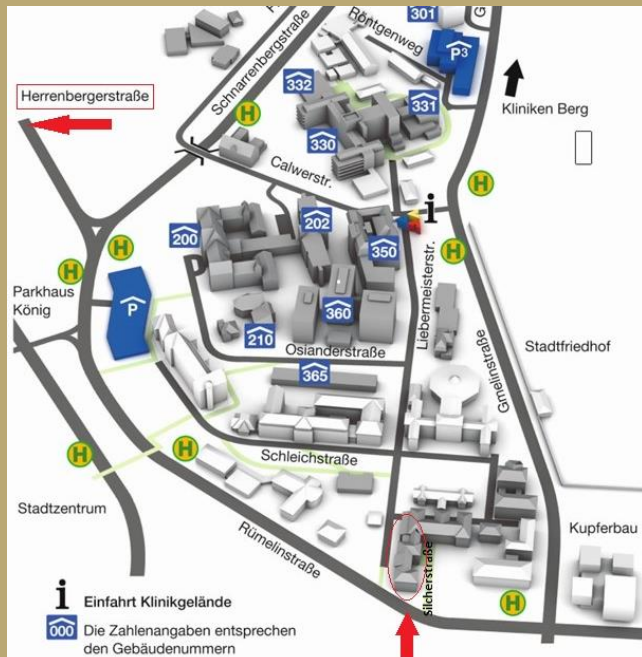 301
Röntgenweg
G
P3
332
331
Schnarrenbergstraße
Herrenbergerstraße
H
Kliniken Berg
330
Calwerstr.
H
i
202
200
H
350
H
H
Liebermeisterstr.
Parkhaus
König
P
360
210
Osianderstraße
Stadtfriedhof
365
Gmelinstraße
H
H
Schleichstraße
Stadtzentrum
Kupferbau
Rümelinstraße
Silcherstraße
H
i Einfahrt Klinikgelände
000 Die Zahlenangaben entsprechen
den Gebäudenummern